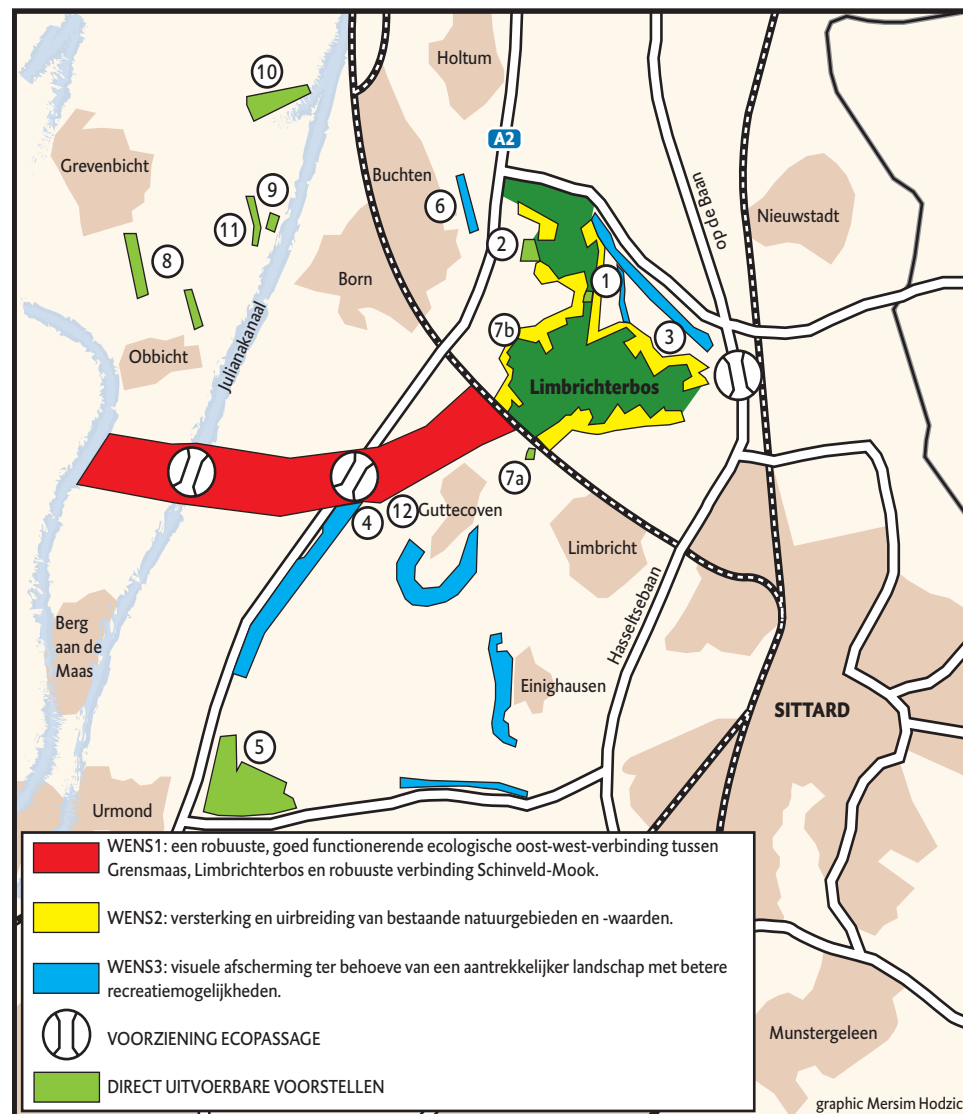 Holtum
10
A2
Grevenbicht
Buchten
9
6
op de Baan
Nieuwstadt
11
2
8
Born
1
Julianakanaal
7b
3
Obbicht
Limbrichterbos
7a
12
4
Guttecoven
Limbricht
Hasseltsebaan
Berg
aan de
Maas
Einighausen
SITTARD
5
Urmond
WENS1: een robuuste, goed functionerende ecologische oost-west-verbinding tussen
Grensmaas, Limbrichterbos en robuuste verbinding Schinveld-Mook.
WENS2: versterking en uirbreiding van bestaande natuurgebieden en -waarden.
WENS3: visuele afscherming ter behoeve van een aantrekkelijker landschap met betere
recreatiemogelijkheden.
VOORZIENING ECOPASSAGE
Munstergeleen
DIRECT UITVOERBARE VOORSTELLEN
graphic Mersim Hodzic